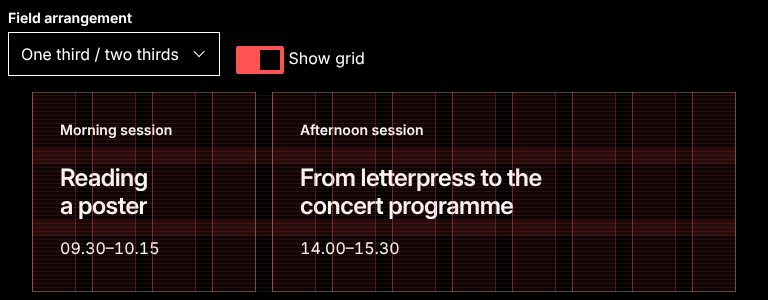 Field arrangement
One third / two thirds
Show grid
Morning session
Reading
a poster
09.30–10.15
Afternoon session
From letterpress to the
concert programme
14.00–15.30